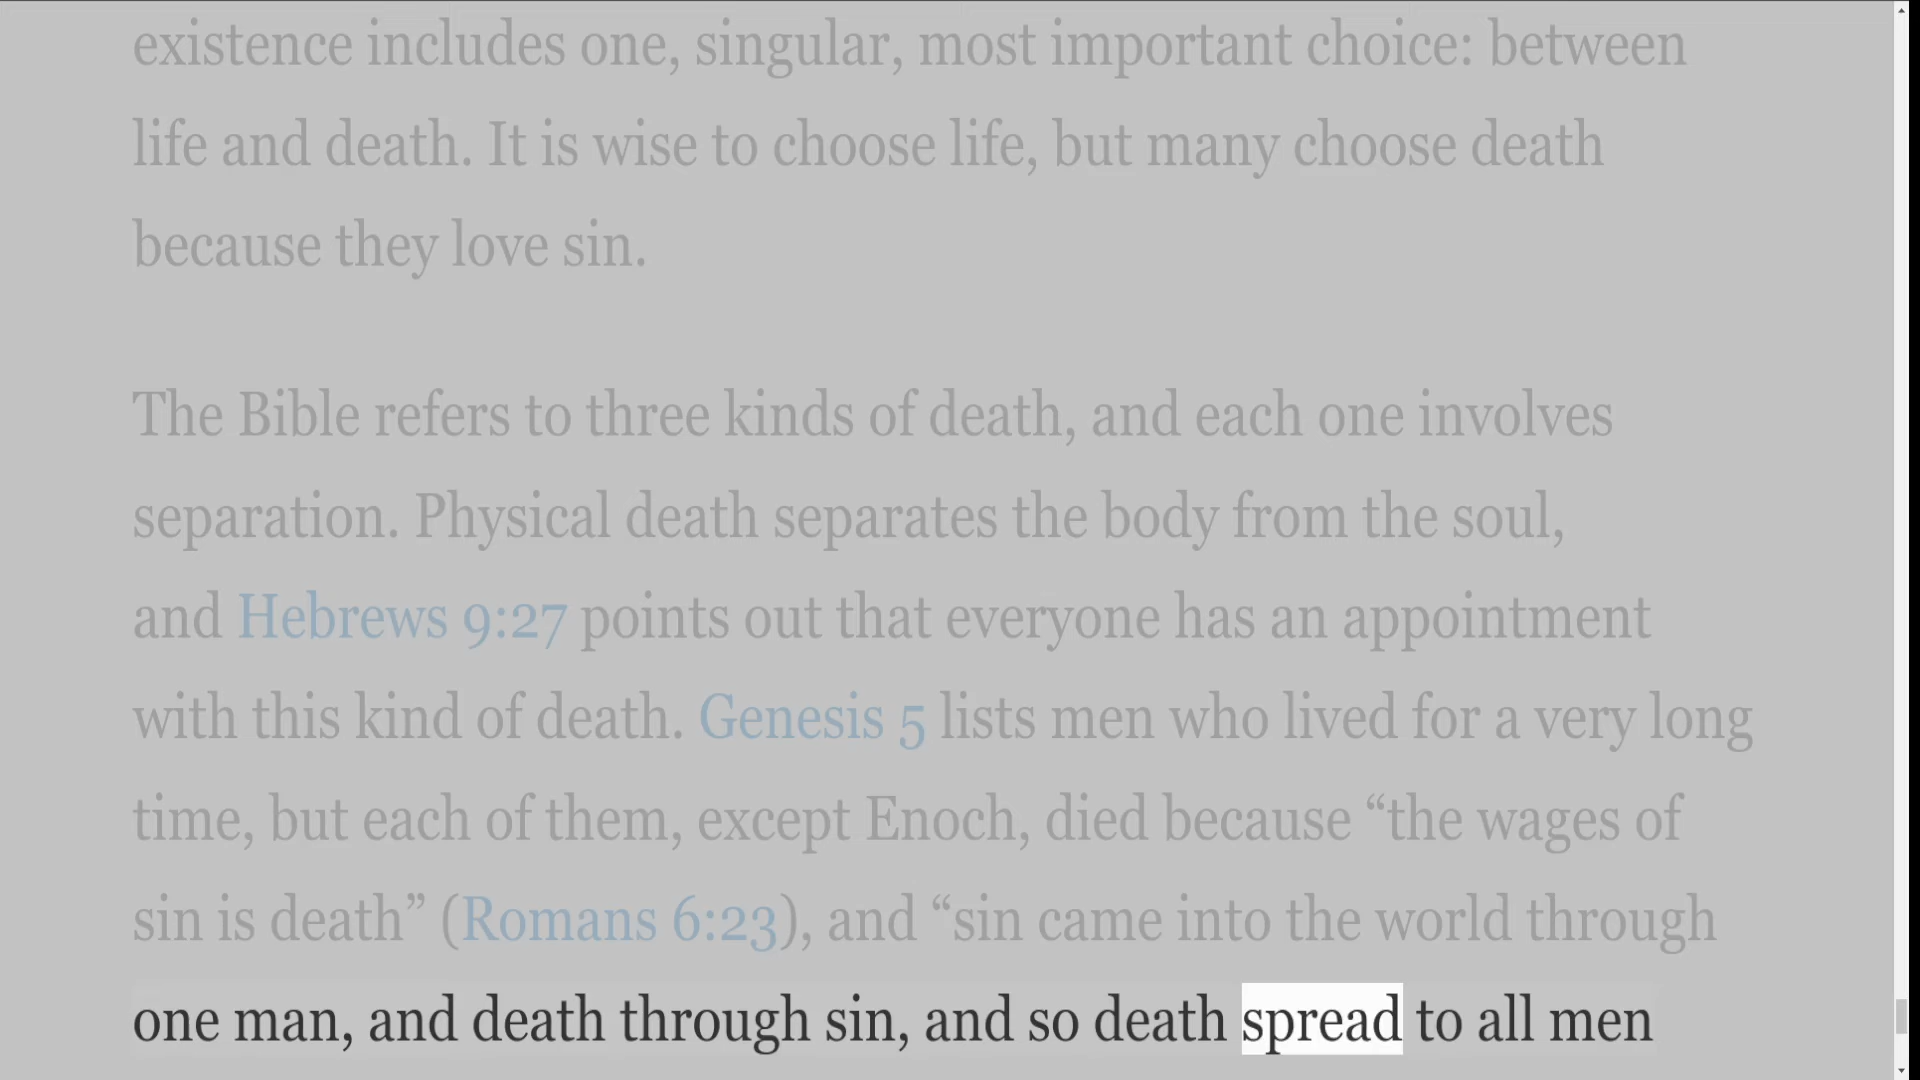 existence includes one, singular, most important choice: between
life and death. It is wise to choose life, but many choose death
because they love sin.
The Bible refers to three kinds of death, and each one involves
separation. Physical death separates the body from the soul,
and Hebrews 9:27 points out that everyone has an appointment
with this kind of death. Genesis 5 lists men who lived for a very long
time, but each of them, except Enoch, died because “the wages of
sin is death” (Romans 6:23), and “sin came into the world through
one man, and death through sin, and so death spread to all men